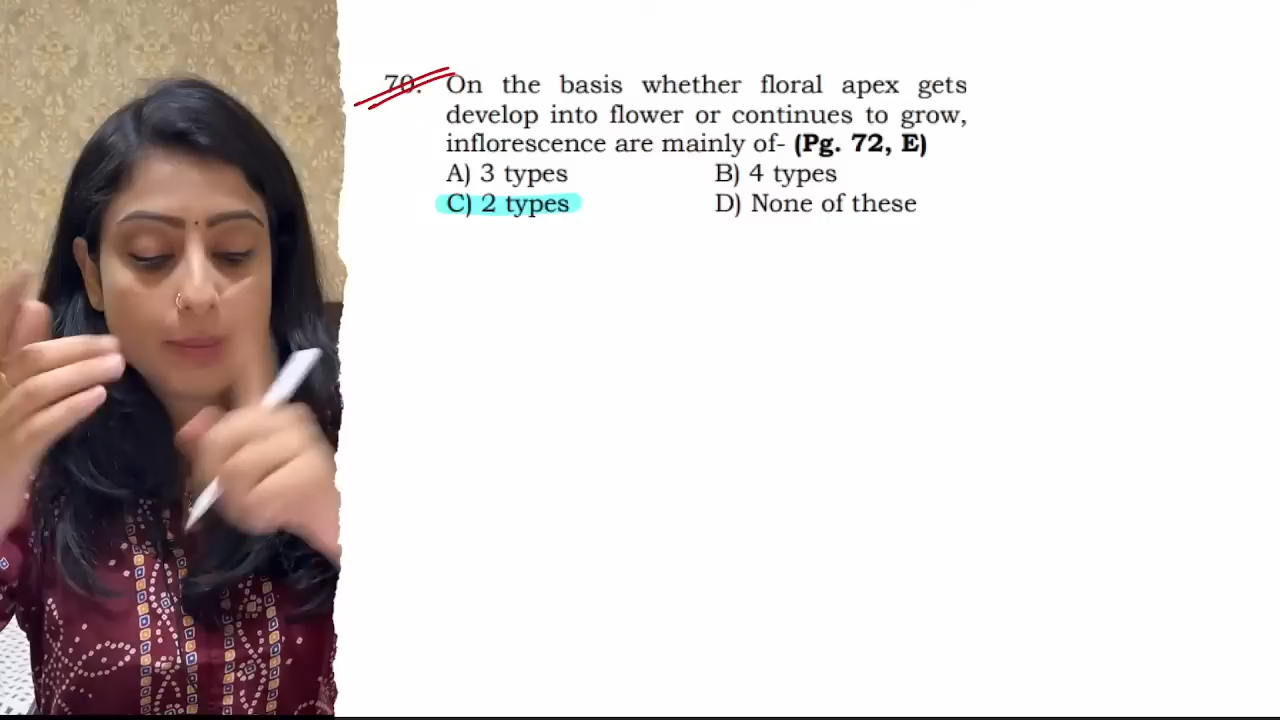 70. On the basis whether floral apex gets
develop into flower or continues to grow,
inflorescence are mainly of- (Pg. 72, E)
A) 3 types B) 4 types
C) 2 types D) None of these